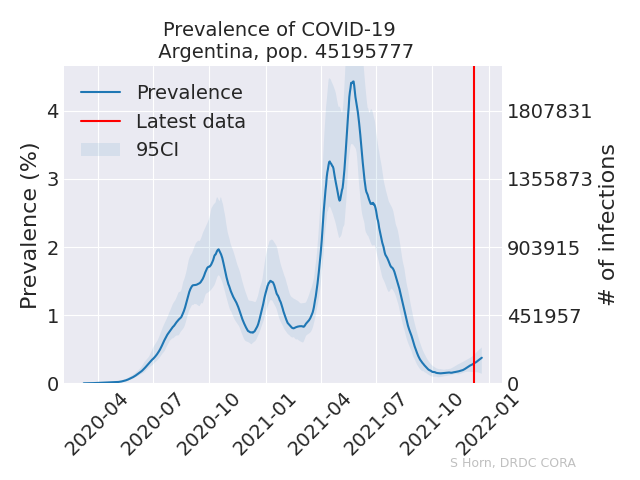 Prevalence of COVID-19
Argentina, pop. 45195777
Prevalence
Latest data
95CI
Prevalence (%)
4
3
2
1
0
1807831
1355873
903915
451957
0
# of infections
2020-04
2020-07
2020-10
2021-01
2021-04
2021-07
2021-10
2022-01
S Horn, DRDC CORA